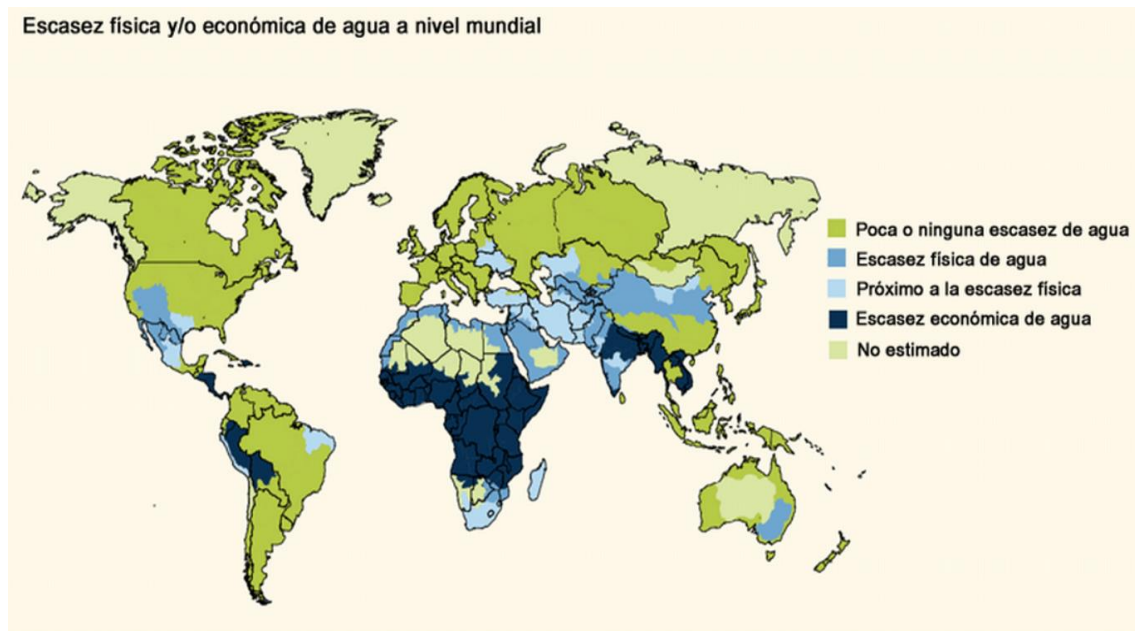 Escasez física y/o económica de agua a nivel mundial
Poca o ninguna escasez de agua
Escasez física de agua
Próximo a la escasez física
Escasez económica de agua
No estimado